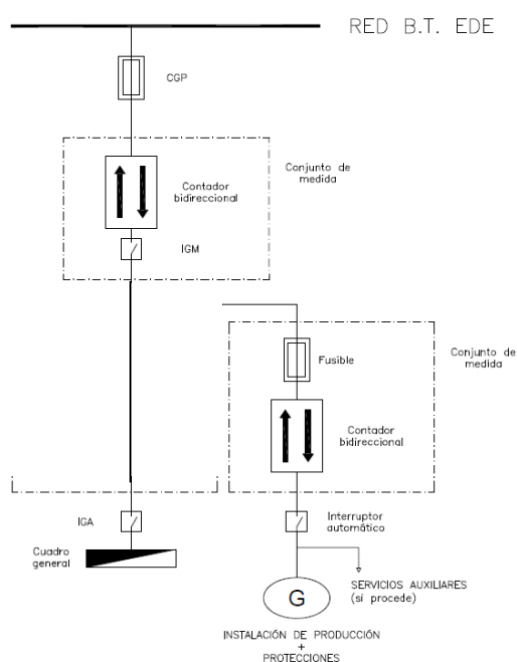 RED B.T. EDE
CGP
Conjunto de
medida
Contador
bidireccional
IGM
Fusible
Conjunto de
medida
Contador
bidireccional
IGA
Interruptor
automático
Cuadro
general
SERVICIOS AUXILIARES
(si procede)
G
INSTALACIÓN DE PRODUCCIÓN
+
PROTECCIONES